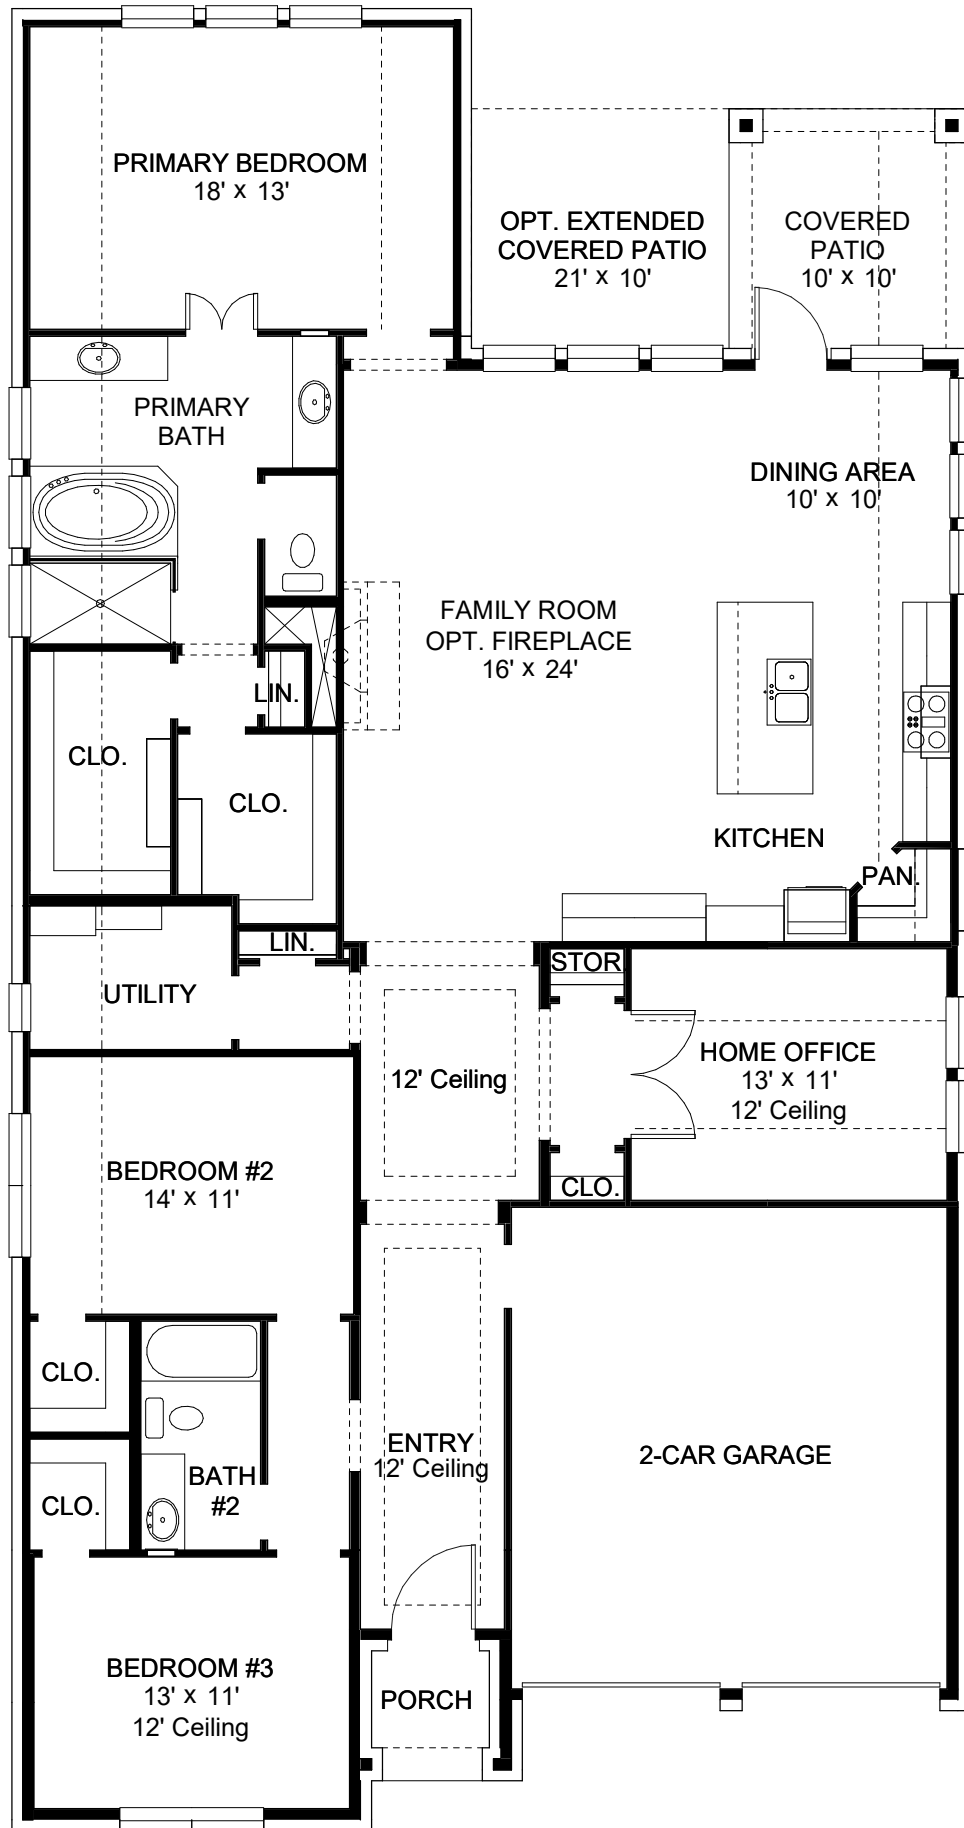 PRIMARY BEDROOM
18' x 13'
OPT. EXTENDED
COVERED PATIO
21' x 10'
COVERED
PATIO
10' x 10'
PRIMARY
BATH
DINING AREA
10' x 10'
FAMILY ROOM
OPT. FIREPLACE
16' x 24'
LIN.
CLO.
CLO.
KITCHEN
PAN.
LIN.
STOR.
UTILITY
12' Ceiling
HOME OFFICE
13' x 11'
12' Ceiling
BEDROOM #2
14' x 11'
CLO.
CLO.
ENTRY
12' Ceiling
2-CAR GARAGE
BATH
#2
CLO.
BEDROOM #3
13' x 11'
12' Ceiling
PORCH